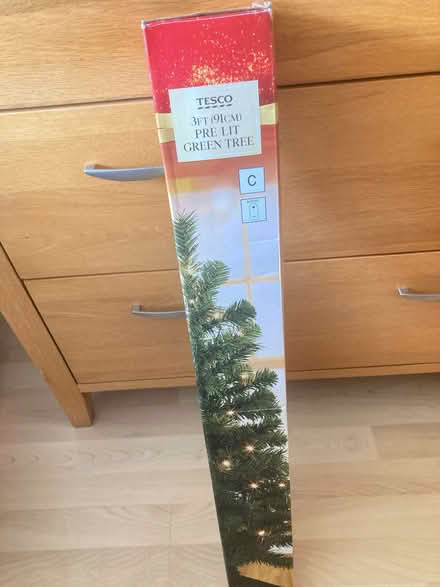 TESCO
3FT (91CM)
PRE LIT
GREEN TREE
C